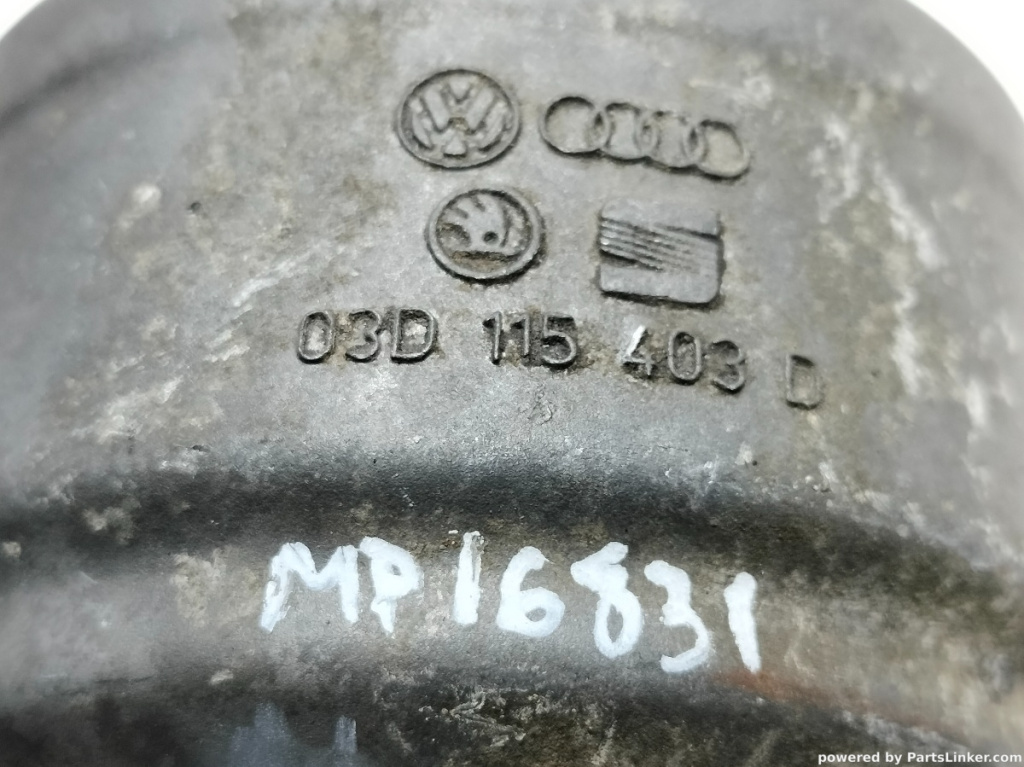 03D 115 403 D
MP16831
powered by PartsLinker.com